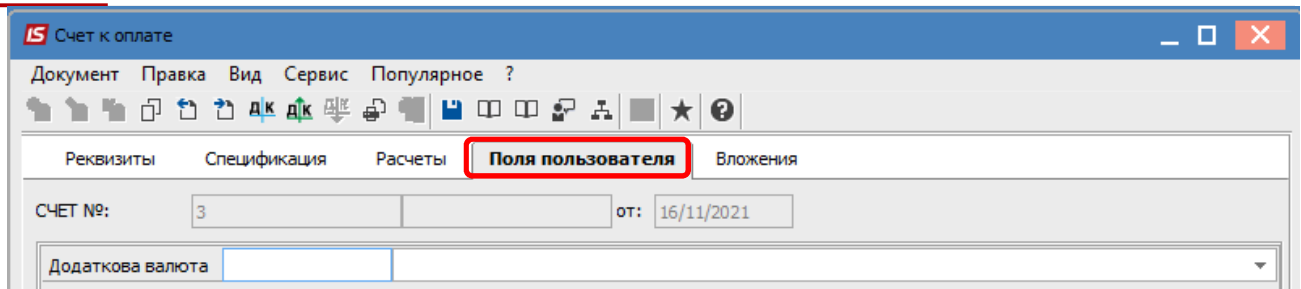 IS Счет к оплате
Документ Правка Вид Сервис Популярное ?
Д К Д К Д К
Реквизиты Спецификация Расчеты Поля пользователя Вложения
СЧЕТ №: 3 от: 16/11/2021
Додаткова валюта